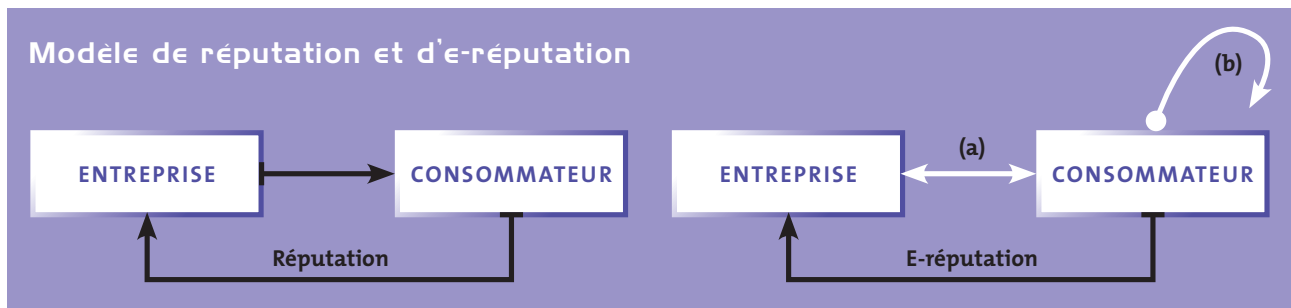 Modèle de réputation et d'e-réputation
ENTREPRISE
CONSOMMATEUR
Réputation
(b)
(a)
ENTREPRISE
CONSOMMATEUR
E-réputation